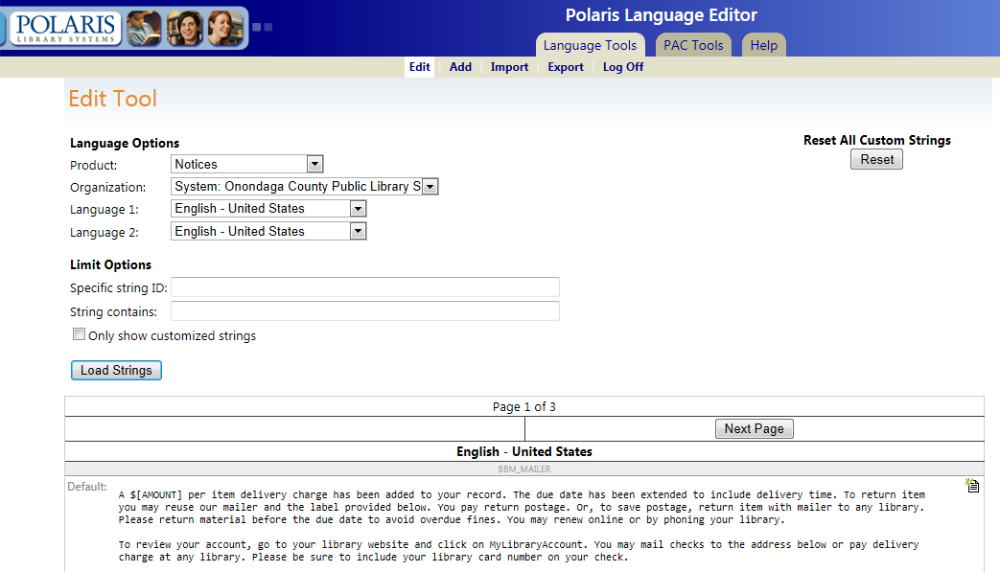 POLARIS
LIBRARY SYSTEMS
Polaris Language Editor
Language Tools PAC Tools Help
Edit Add Import Export Log Off
Edit Tool
Language Options
Reset All Custom Strings
Product: Notices
Reset
Organization: System: Onondaga County Public Library S
Language 1: English - United States
Language 2: English - United States
Limit Options
Specific string ID:
String contains:
Only show customized strings
Load Strings
Page 1 of 3
Next Page
English - United States
BBM_MAILER
Default:
A $[AMOUNT] per item delivery charge has been added to your record. The due date has been extended to include delivery time. To return item
you may reuse our mailer and the label provided below. You pay return postage. Or, to save postage, return item with mailer to any library.
Please return material before the due date to avoid overdue fines. You may renew online or by phoning your library.
To review your account, go to your library website and click on MyLibraryAccount. You may mail checks to the address below or pay delivery
charge at any library. Please be sure to include your library card number on your check.